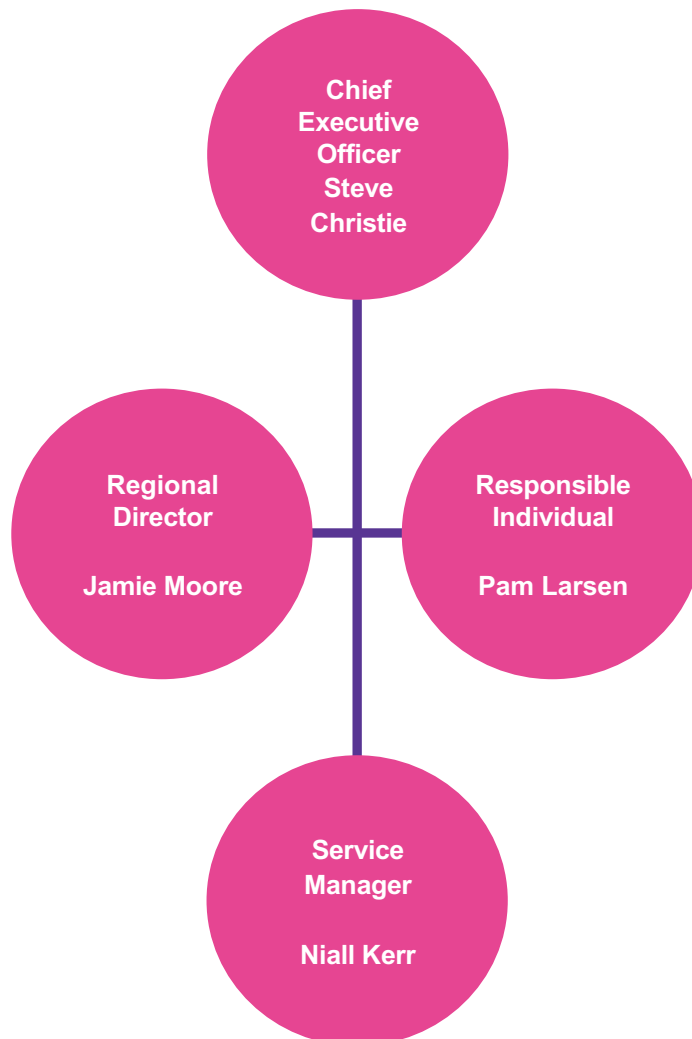 Chief
Executive
Officer
Steve
Christie
Regional
Director
Jamie Moore
Responsible
Individual
Pam Larsen
Service
Manager
Niall Kerr